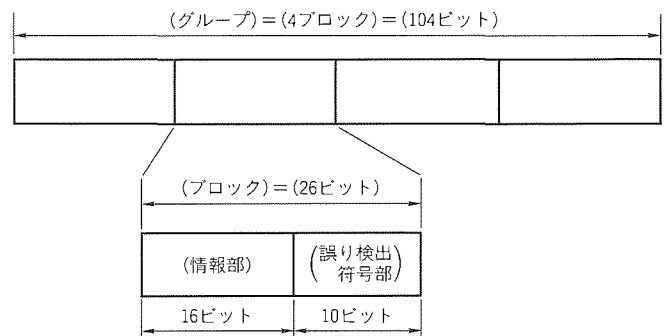 (グループ)=(4ブロック)=(104ビット)
(ブロック)=(26ビット)
(情報部)
(誤り検出
符号部)
16ビット
10ビット